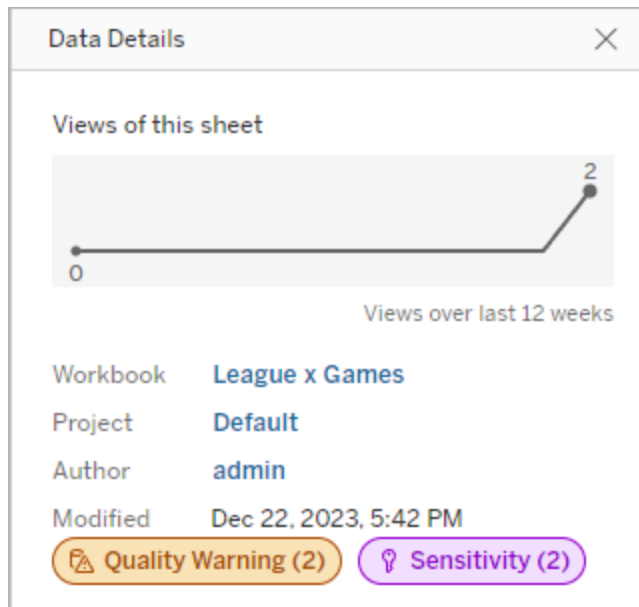 Data Details
Views of this sheet
2
0
Views over last 12 weeks
Workbook League x Games
Project Default
Author admin
Modified Dec 22, 2023, 5:42 PM
Quality Warning (2) Sensitivity (2)